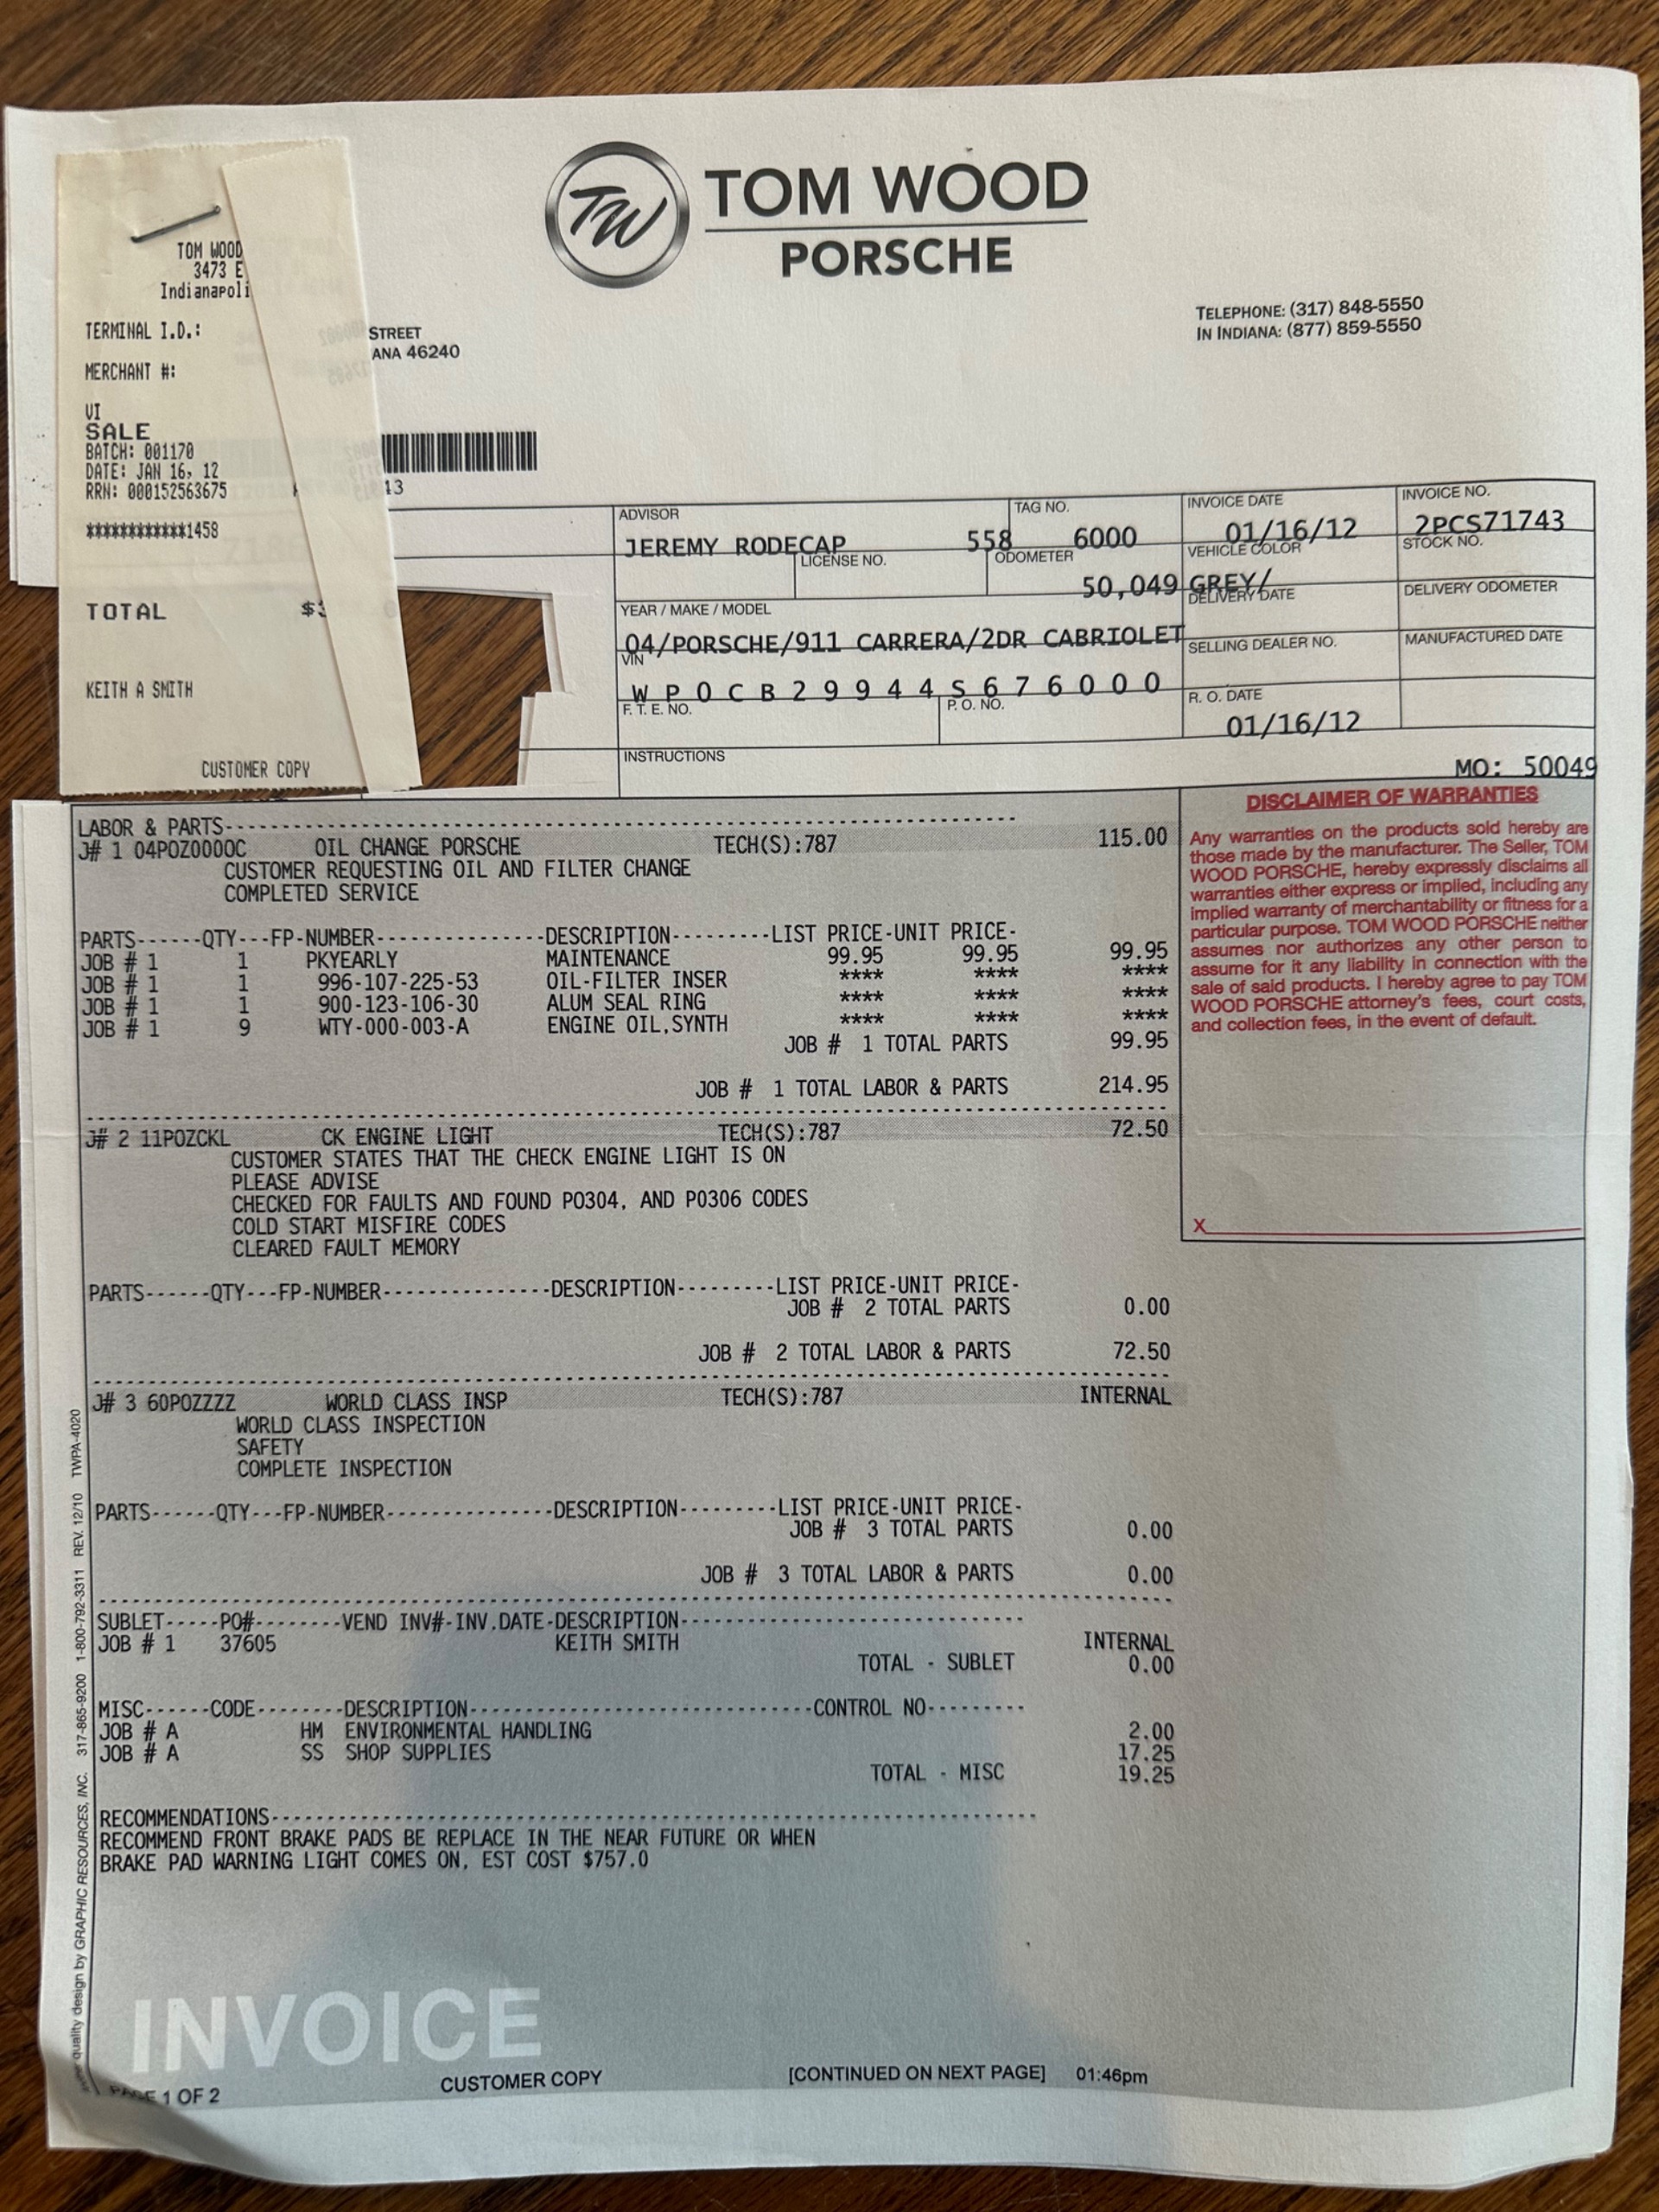 TW TOM WOOD
PORSCHE
TELEPHONE: (317) 848-5550
IN INDIANA: (877) 859-5550
STREET
ANA 46240
TOM WOOD
3473 E
Indianapoli
TERMINAL I.D.:
MERCHANT #:
VI
SALE
BATCH: 001170
DATE: JAN 16, 12
RRN: 000152563675
************1458
TOTAL $
KEITH A SMITH
CUSTOMER COPY
43
ADVISOR TAG NO. INVOICE DATE INVOICE NO.
JEREMY RODECAP 558 6000 01/16/12 2PCS71743
LICENSE NO. ODOMETER VEHICLE COLOR STOCK NO.
50,049 GREY/
YEAR / MAKE / MODEL DELIVERY DATE DELIVERY ODOMETER
04/PORSCHE/911 CARRERA/2DR CABRIOLET
VIN SELLING DEALER NO. MANUFACTURED DATE
W P 0 C B 2 9 9 4 4 S 6 7 6 0 0 0
F. T. E. NO. P. O. NO. R. O. DATE
01/16/12
INSTRUCTIONS
MO: 50049
LABOR & PARTS----------------------------------------------------
J# 1 04POZ0000C OIL CHANGE PORSCHE TECH(S):787 115.00
CUSTOMER REQUESTING OIL AND FILTER CHANGE
COMPLETED SERVICE
PARTS------QTY---FP-NUMBER---------------DESCRIPTION---------LIST PRICE-UNIT PRICE-
JOB # 1 1 PKYEARLY MAINTENANCE 99.95 99.95 99.95
JOB # 1 1 996-107-225-53 OIL-FILTER INSER **** **** ****
JOB # 1 1 900-123-106-30 ALUM SEAL RING **** **** ****
JOB # 1 9 WTY-000-003-A ENGINE OIL,SYNTH **** **** ****
JOB # 1 TOTAL PARTS 99.95
JOB # 1 TOTAL LABOR & PARTS 214.95
J# 2 11POZCKL CK ENGINE LIGHT TECH(S):787 72.50
CUSTOMER STATES THAT THE CHECK ENGINE LIGHT IS ON
PLEASE ADVISE
CHECKED FOR FAULTS AND FOUND P0304, AND P0306 CODES
COLD START MISFIRE CODES
CLEARED FAULT MEMORY
PARTS------QTY---FP-NUMBER---------------DESCRIPTION---------LIST PRICE-UNIT PRICE-
JOB # 2 TOTAL PARTS 0.00
JOB # 2 TOTAL LABOR & PARTS 72.50
J# 3 60POZZZZ WORLD CLASS INSP TECH(S):787 INTERNAL
WORLD CLASS INSPECTION
SAFETY
COMPLETE INSPECTION
PARTS------QTY---FP-NUMBER---------------DESCRIPTION---------LIST PRICE-UNIT PRICE-
JOB # 3 TOTAL PARTS 0.00
JOB # 3 TOTAL LABOR & PARTS 0.00
SUBLET-----PO#--------VEND INV#-INV.DATE-DESCRIPTION--------------------------------
JOB # 1 37605 KEITH SMITH INTERNAL
TOTAL - SUBLET 0.00
MISC------CODE--------DESCRIPTION--------------------------------CONTROL NO---------
JOB # A HM ENVIRONMENTAL HANDLING 2.00
JOB # A SS SHOP SUPPLIES 17.25
TOTAL - MISC 19.25
RECOMMENDATIONS------------------------------------------------
RECOMMEND FRONT BRAKE PADS BE REPLACE IN THE NEAR FUTURE OR WHEN
BRAKE PAD WARNING LIGHT COMES ON, EST COST $757.0
DISCLAIMER OF WARRANTIES
Any warranties on the products sold hereby are
those made by the manufacturer. The Seller, TOM
WOOD PORSCHE, hereby expressly disclaims all
warranties either express or implied, including any
implied warranty of merchantability or fitness for a
particular purpose. TOM WOOD PORSCHE neither
assumes nor authorizes any other person to
assume for it any liability in connection with the
sale of said products. I hereby agree to pay TOM
WOOD PORSCHE attorney's fees, court costs,
and collection fees, in the event of default.
X
quality design by GRAPHIC RESOURCES, INC. 317-865-9200 1-800-792-3311 REV. 12/10 TWPA-4020
INVOICE
PAGE 1 OF 2 CUSTOMER COPY [CONTINUED ON NEXT PAGE] 01:46pm